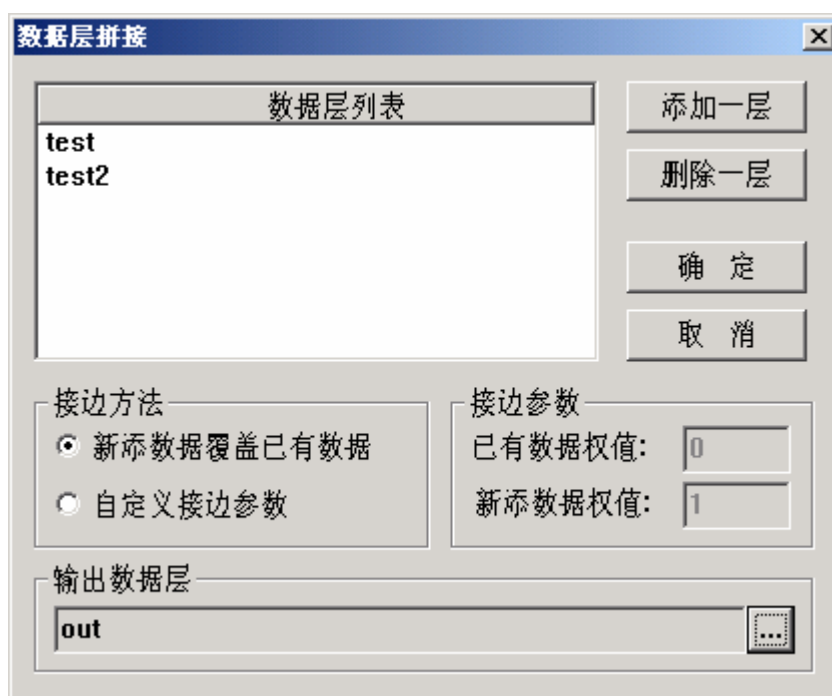 数据层拼接
数据层列表
test
test2
添加一层
删除一层
确 定
取 消
接边方法
新添数据覆盖已有数据
自定义接边参数
接边参数
已有数据权值: 0
新添数据权值: 1
输出数据层
out
...